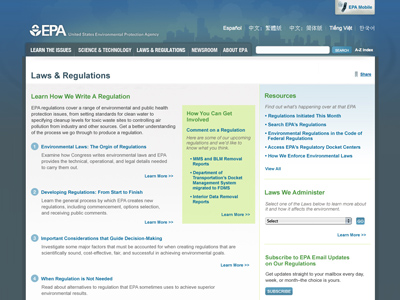 EPA Mobile
EPA United States Environmental Protection Agency
Español 中文: 繁體版 中文: 简体版 Tiếng Việt 한국어
LEARN THE ISSUES SCIENCE & TECHNOLOGY LAWS & REGULATIONS NEWSROOM ABOUT EPA SEARCH A-Z Index
Laws & Regulations
Share
Learn How We Write A Regulation
EPA regulations cover a range of environmental and public health
protection issues, from setting standards for clean water to
specifying cleanup levels for toxic waste sites to controlling air
pollution from industry and other sources. Get a better understanding
of the process we go through to produce a regulation.
1 Environmental Laws: The Orgin of Regulations
Examine how Congress writes environmental laws and EPA
provides the technical, operational, and legal details needed
to carry them out.
Learn More >>
2 Developing Regulations: From Start to Finish
Learn the general process by which EPA creates new
regulations, including commencement, options selection,
and receiving public comments.
Learn More >>
3 Important Considerations that Guide Decision-Making
Investigate some major factors that must be accounted for when creating regulations that are
scientifically sound, cost-effective, fair, and successful in achieving environmental goals.
Learn More >>
4 When Regulation is Not Needed
Read about alternatives to regulation that EPA sometimes uses to achieve
superior environmental results.
How You Can Get
Involved
Comment on a Regulation
Here are some of our
upcoming regulations and
we'd like to know what you
think
• MMS and BLM Removal
Reports
• Department of
Transportation's Docket
Management System
migrated to FDMS
• Interior Data Removal
Reports
Learn More >>
Resources
Find out what's happening over at that EPA
• Regulations Initiated This Month
• Search EPA's Regulations
• Environmental Regulations in the Code of
Federal Regulations
• Access EPA's Regulatory Docket Centers
• How We Enforce Environmental Laws
View All
Laws We Administer
Select one of the Laws below to learn more about
it and how it affects the environment.
Select GO
Learn More >>
Subscribe to EPA Email Updates
on Our Regulations
Get updates straight to your mailbox every day,
week, or month–the choice is yours.
SUBSCRIBE